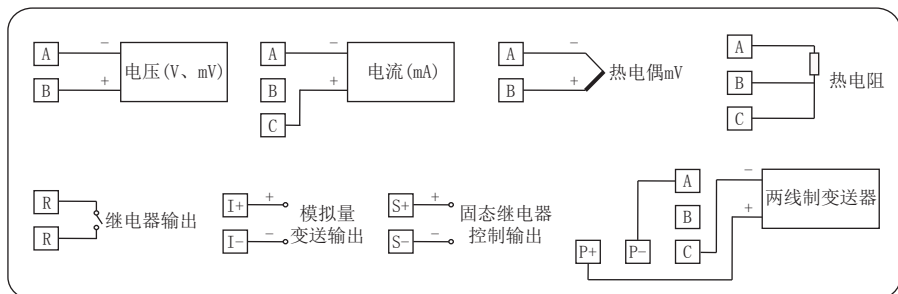 A
B
−
+
电压(V、mV)
A
B
C
−
+
电流(mA)
A
B
−
+
热电偶mV
A
B
C
热电阻
R
R
继电器输出
I+
I−
+
−
模拟量
变送输出
S+
S−
+
−
固态继电器
控制输出
A
B
C
P+
P−
−
+
两线制变送器